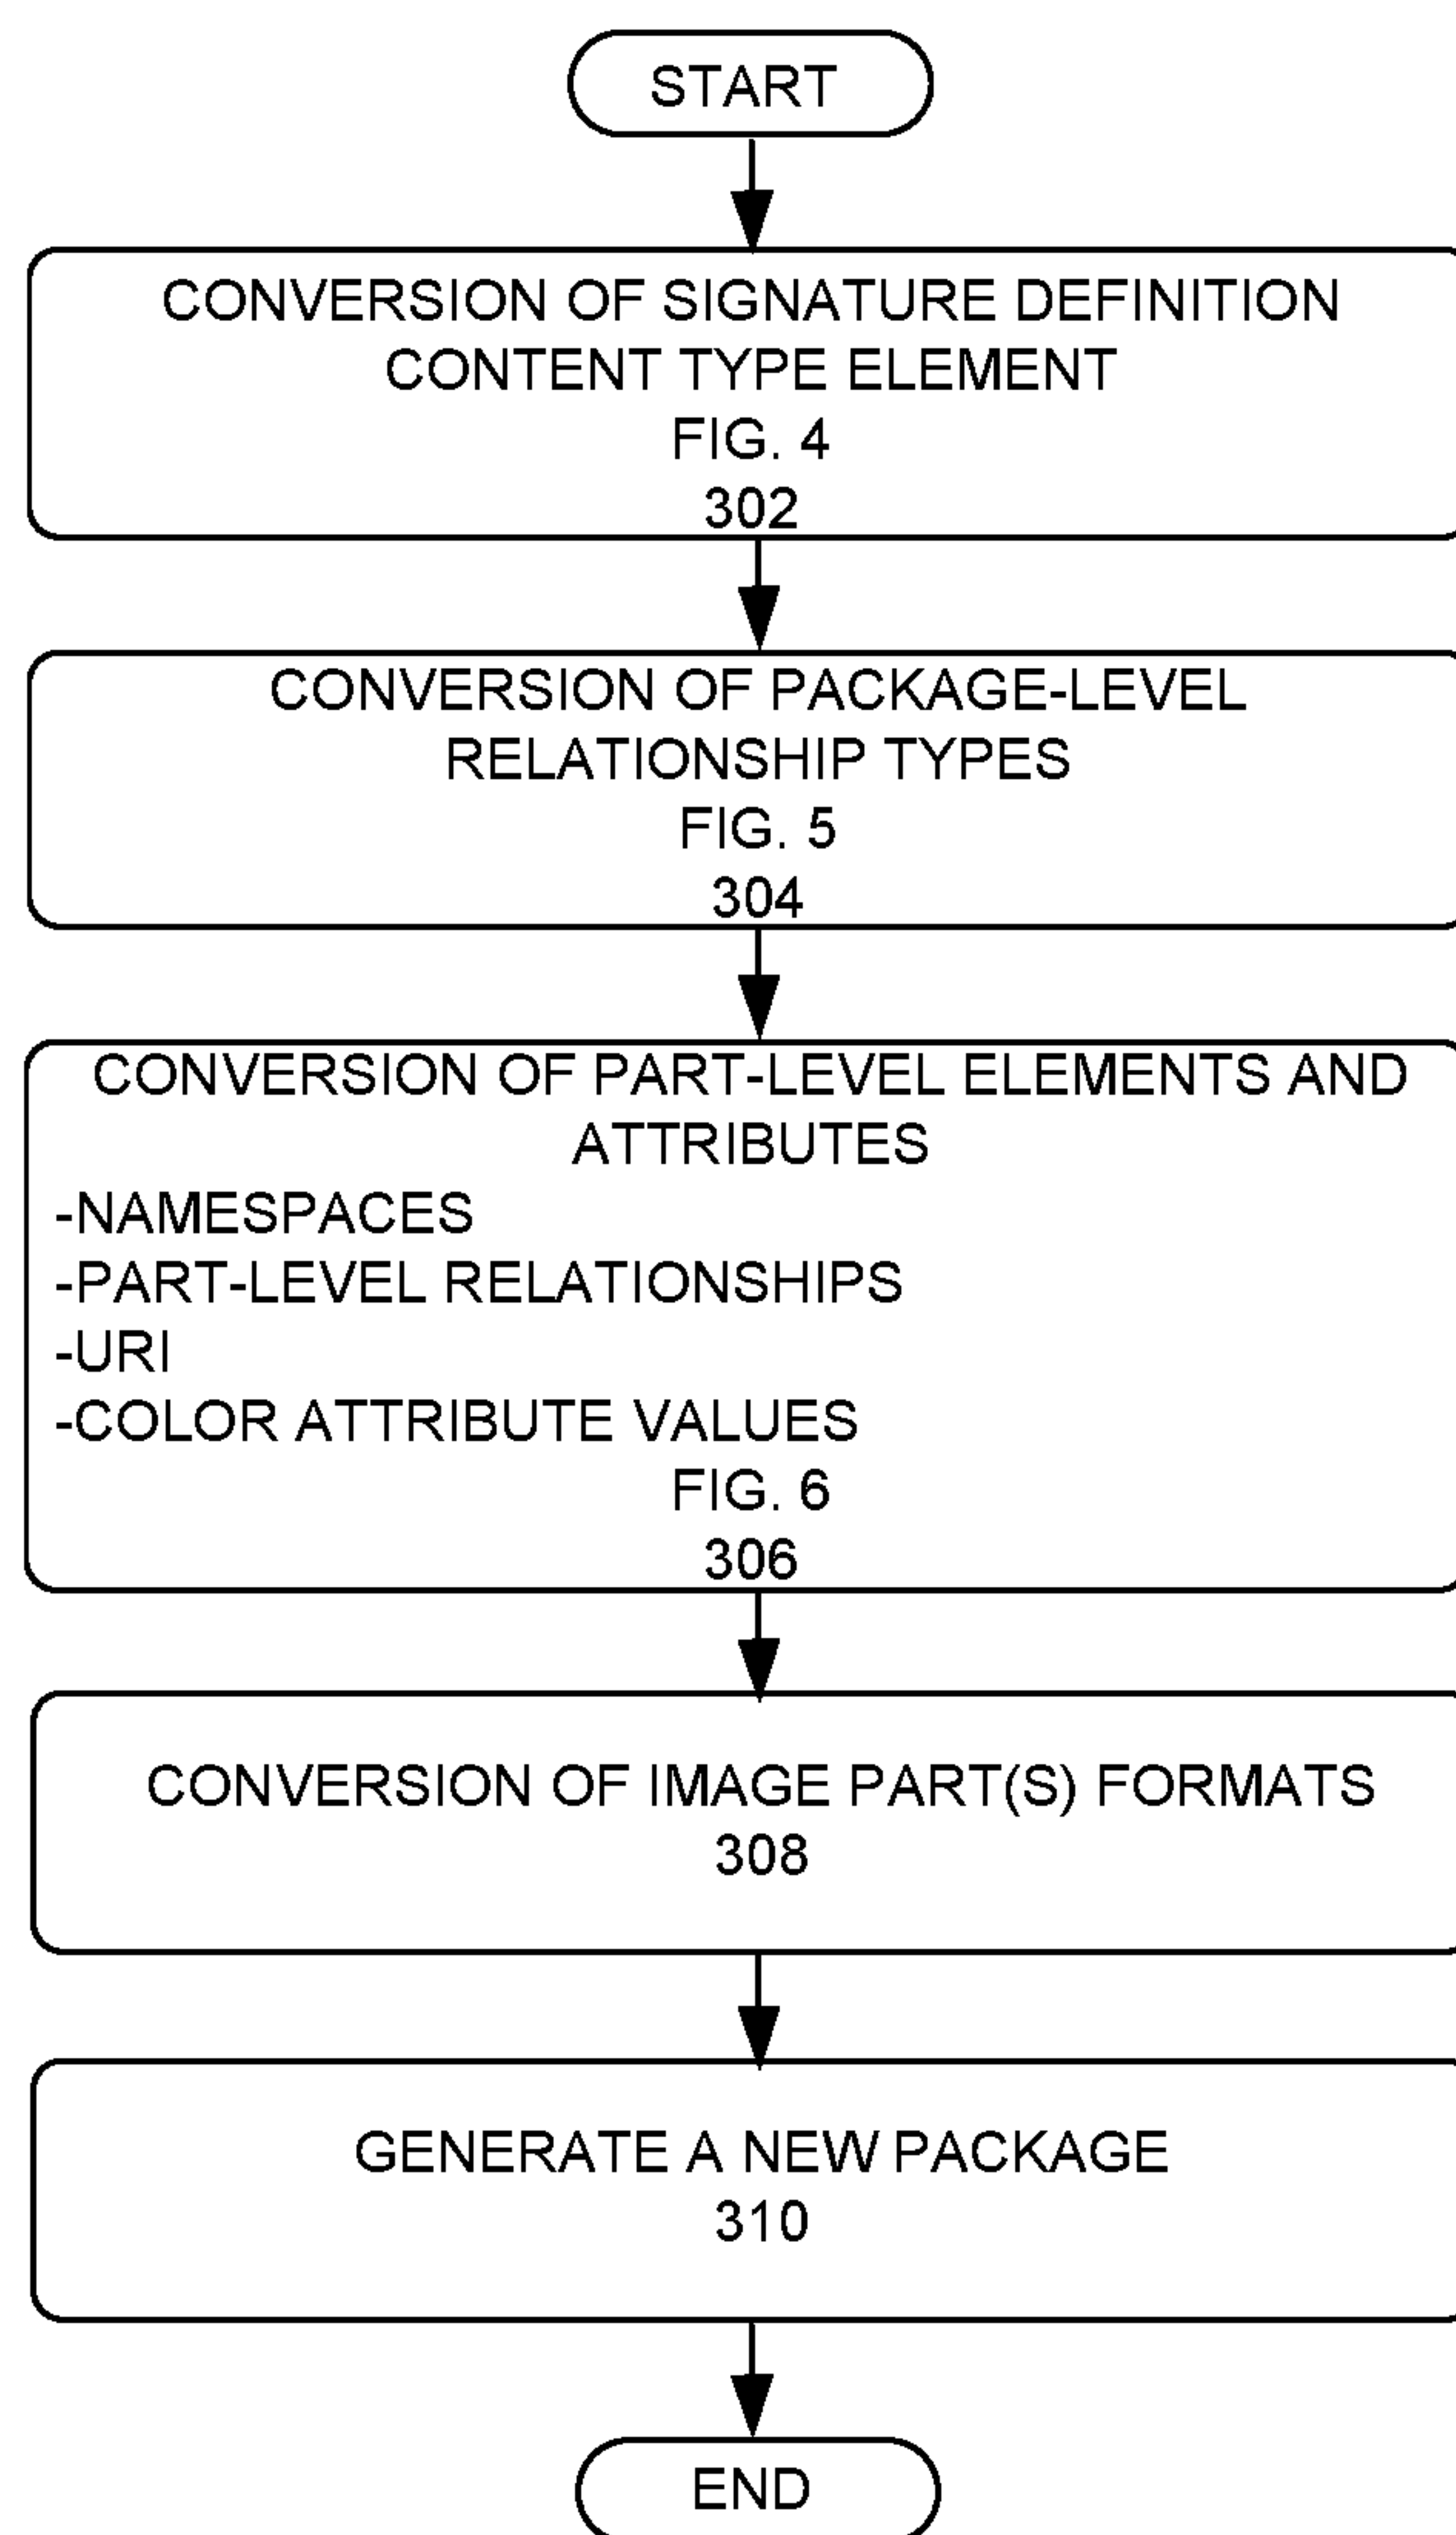 START
CONVERSION OF SIGNATURE DEFINITION
CONTENT TYPE ELEMENT
FIG. 4
302
CONVERSION OF PACKAGE-LEVEL
RELATIONSHIP TYPES
FIG. 5
304
CONVERSION OF PART-LEVEL ELEMENTS AND
ATTRIBUTES
-NAMESPACES
-PART-LEVEL RELATIONSHIPS
-URI
-COLOR ATTRIBUTE VALUES
FIG. 6
306
CONVERSION OF IMAGE PART(S) FORMATS
308
GENERATE A NEW PACKAGE
310
END